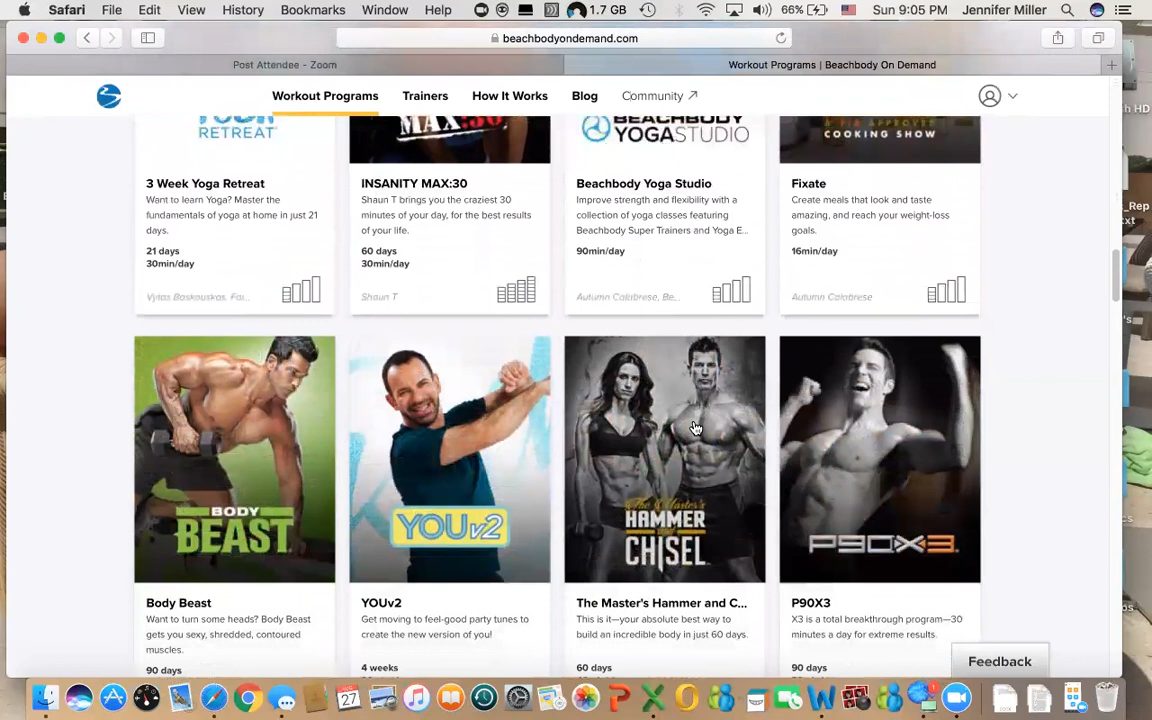 Safari File Edit View History Bookmarks Window Help 1.7 GB 66% Sun 9:05 PM Jennifer Miller
beachbodyondemand.com
Post Attendee - Zoom
Workout Programs | Beachbody On Demand
Workout Programs Trainers How It Works Blog Community
RETREAT
MAX:30
BEACHBODY
YOGASTUDIO
COOKING SHOW
3 Week Yoga Retreat
Want to learn Yoga? Master the
fundamentals of yoga at home in just 21
days.
21 days
30min/day
Vytas Baskauskas, Fai...
INSANITY MAX:30
Shaun T brings you the craziest 30
minutes of your day, for the best results
of your life.
60 days
30min/day
Shaun T
Beachbody Yoga Studio
Improve strength and flexibility with a
collection of yoga classes featuring
Beachbody Super Trainers and Yoga E...
90min/day
Autumn Calabrese, Be...
Fixate
Create meals that look and taste
amazing, and reach your weight-loss
goals.
16min/day
Autumn Calabrese
BODY
BEAST
YOUv2
The Master's
HAMMER
CHISEL
P90X3
Body Beast
Want to turn some heads? Body Beast
gets you sexy, shredded, contoured
muscles.
90 days
YOUv2
Get moving to feel-good party tunes to
create the new version of you!
4 weeks
The Master's Hammer and C...
This is it—your absolute best way to
build an incredible body in just 60 days.
60 days
P90X3
X3 is a total breakthrough program—30
minutes a day for extreme results.
90 days
Feedback